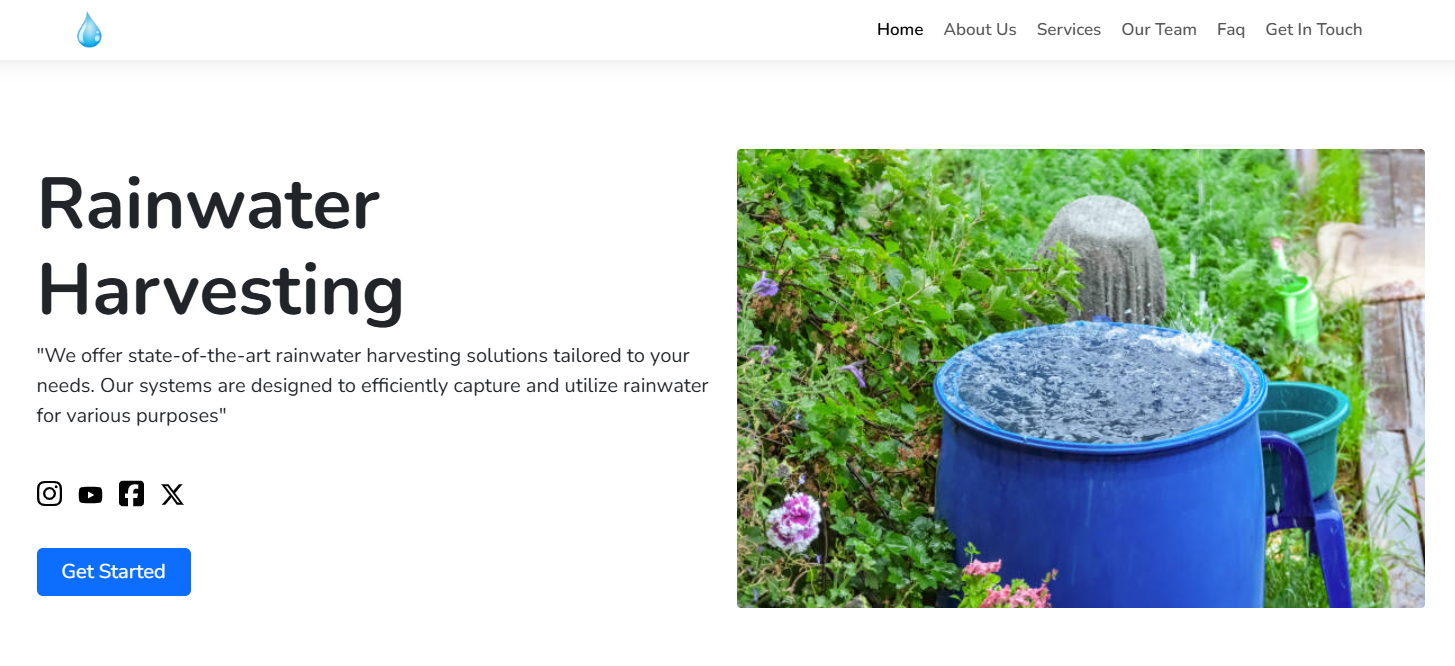 Home About Us Services Our Team Faq Get In Touch
Rainwater
Harvesting
"We offer state-of-the-art rainwater harvesting solutions tailored to your
needs. Our systems are designed to efficiently capture and utilize rainwater
for various purposes"
Get Started